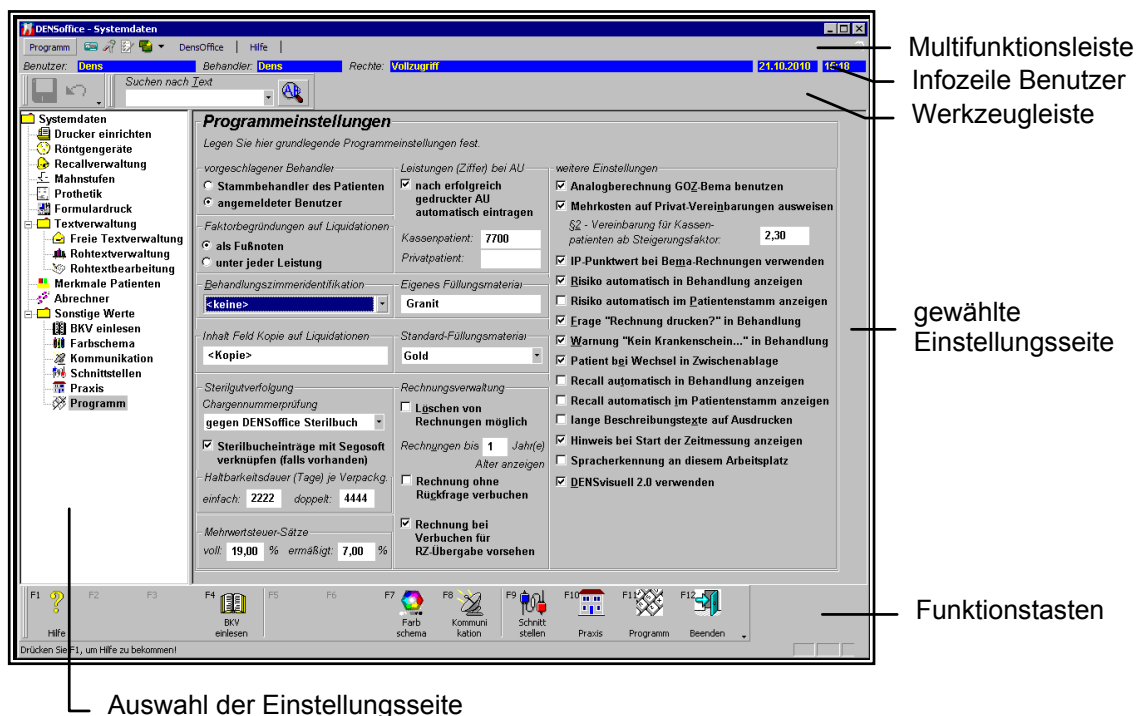 DENSoffice - Systemdaten
Programm DensOffice | Hilfe |
Multifunktionsleiste
Benutzer: Dens Behandler: Dens Rechte: Vollzugriff 21.10.2010 15:18
Infozeile Benutzer
Suchen nach Text
Werkzeugleiste
Systemdaten
Drucker einrichten
Röntgengeräte
Recallverwaltung
Mahnstufen
Prothetik
Formulardruck
Textverwaltung
Freie Textverwaltung
Rohtextverwaltung
Rohtextbearbeitung
Merkmale Patienten
Abrechner
Sonstige Werte
BKV einlesen
Farbschema
Kommunikation
Schnittstellen
Praxis
Programm
Programmeinstellungen
Legen Sie hier grundlegende Programmeinstellungen fest.
vorgeschlagener Behandler
Stammbehandler des Patienten
angemeldeter Benutzer
Faktorbegründungen auf Liquidationen
als Fußnoten
unter jeder Leistung
Behandlungszimmeridentifikation
<keine>
Inhalt Feld Kopie auf Liquidationen
<Kopie>
Sterilgutverfolgung
Chargennummerprüfung
gegen DENSoffice Sterilbuch
Sterilbucheinträge mit Segosoft
verknüpfen (falls vorhanden)
Haltbarkeitsdauer (Tage) je Verpackg.
einfach: 2222 doppelt: 4444
Mehrwertsteuer-Sätze
voll: 19,00 % ermäßigt: 7,00 %
Leistungen (Ziffer) bei AU
nach erfolgreich
gedruckter AU
automatisch eintragen
Kassenpatient: 7700
Privatpatient:
Eigenes Füllungsmaterial
Granit
Standard-Füllungsmaterial
Gold
Rechnungsverwaltung
Löschen von
Rechnungen möglich
Rechnungen bis 1 Jahr(e)
Alter anzeigen
Rechnung ohne
Rückfrage verbuchen
Rechnung bei
Verbuchen für
RZ-Übergabe vorsehen
weitere Einstellungen
Analogberechnung GOZ-Bema benutzen
Mehrkosten auf Privat-Vereinbarungen ausweisen
§2 - Vereinbarung für Kassen-
patienten ab Steigerungsfaktor: 2,30
IP-Punktwert bei Bema-Rechnungen verwenden
Risiko automatisch in Behandlung anzeigen
Risiko automatisch im Patientenstamm anzeigen
Frage "Rechnung drucken?" in Behandlung
Warnung "Kein Krankenschein..." in Behandlung
Patient bei Wechsel in Zwischenablage
Recall automatisch in Behandlung anzeigen
Recall automatisch im Patientenstamm anzeigen
lange Beschreibungstexte auf Ausdrucken
Hinweis bei Start der Zeitmessung anzeigen
Spracherkennung an diesem Arbeitsplatz
DENSvisuell 2.0 verwenden
gewählte
Einstellungsseite
F1 F2 F3 F4 F5 F6 F7 F8 F9 F10 F11 F12
Hilfe BKV einlesen Farb schema Kommuni kation Schnitt stellen Praxis Programm Beenden
Funktionstasten
Drücken Sie F1, um Hilfe zu bekommen!
Auswahl der Einstellungsseite